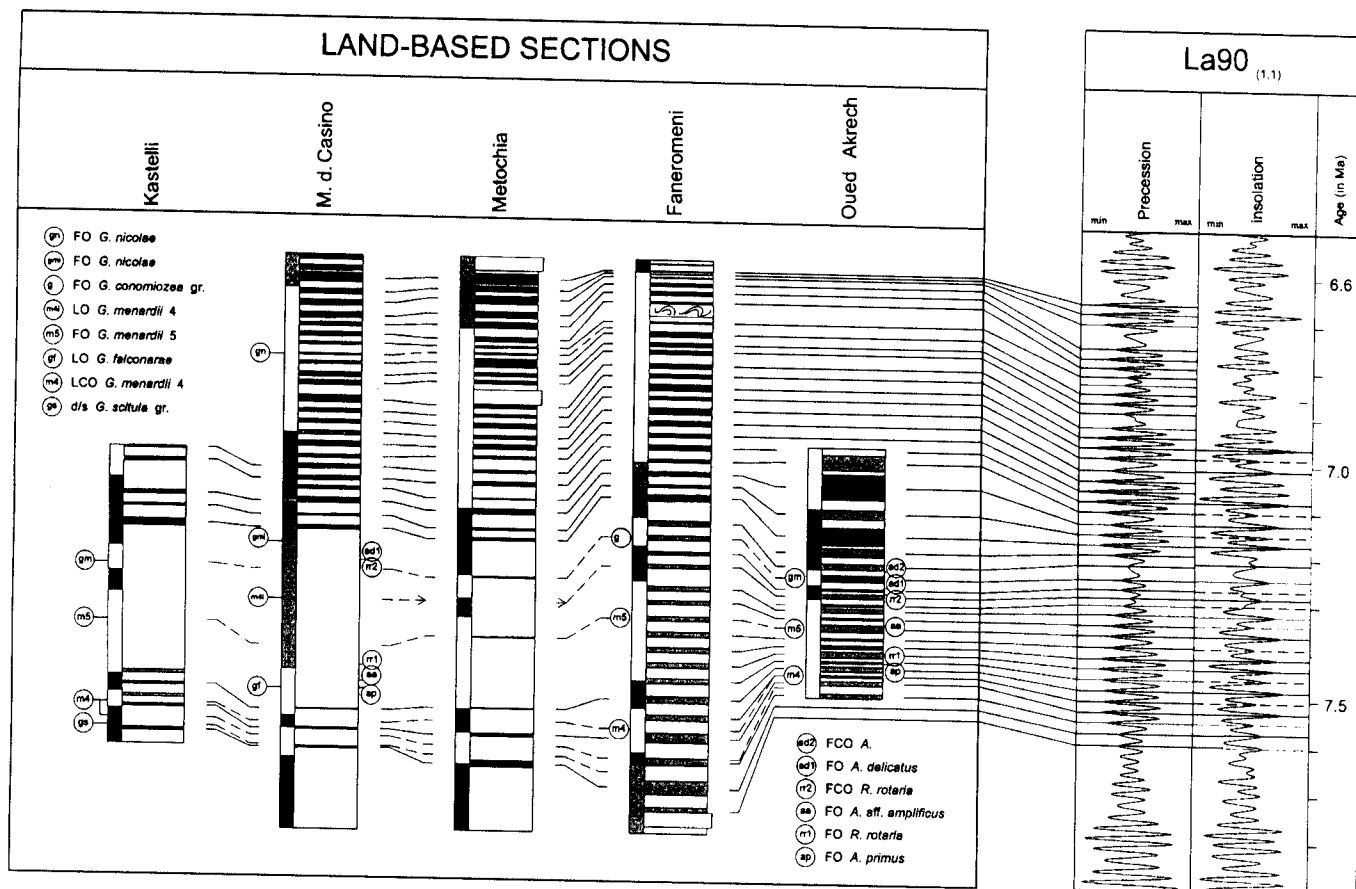 LAND-BASED SECTIONS
La90 (1,1)
Kastelli
M. d. Casino
Metochia
Faneromeni
Oued Akrech
Precession
insolation
Age (in Ma)
min
max
min
max
gn FO G. nicolae
gmi FO G. nicolae
g FO G. conomiozea gr.
m4l LO G. menardii 4
m5 FO G. menardii 5
gf LO G. falconarae
m4 LCO G. menardii 4
gs d/s G. scitula gr.
gn
gm
m5
m4
gs
gmi
m4l
gf
ad1
rr2
rr1
aa
ap
g
m5
m4
gm
m5
m4
ad2
ad1
rr2
aa
rr1
ap
6.6
7.0
7.5
ad2 FCO A.
ad1 FO A. delicatus
rr2 FCO R. rotaria
aa FO A. aff. amplificus
rr1 FO R. rotaria
ap FO A. primus